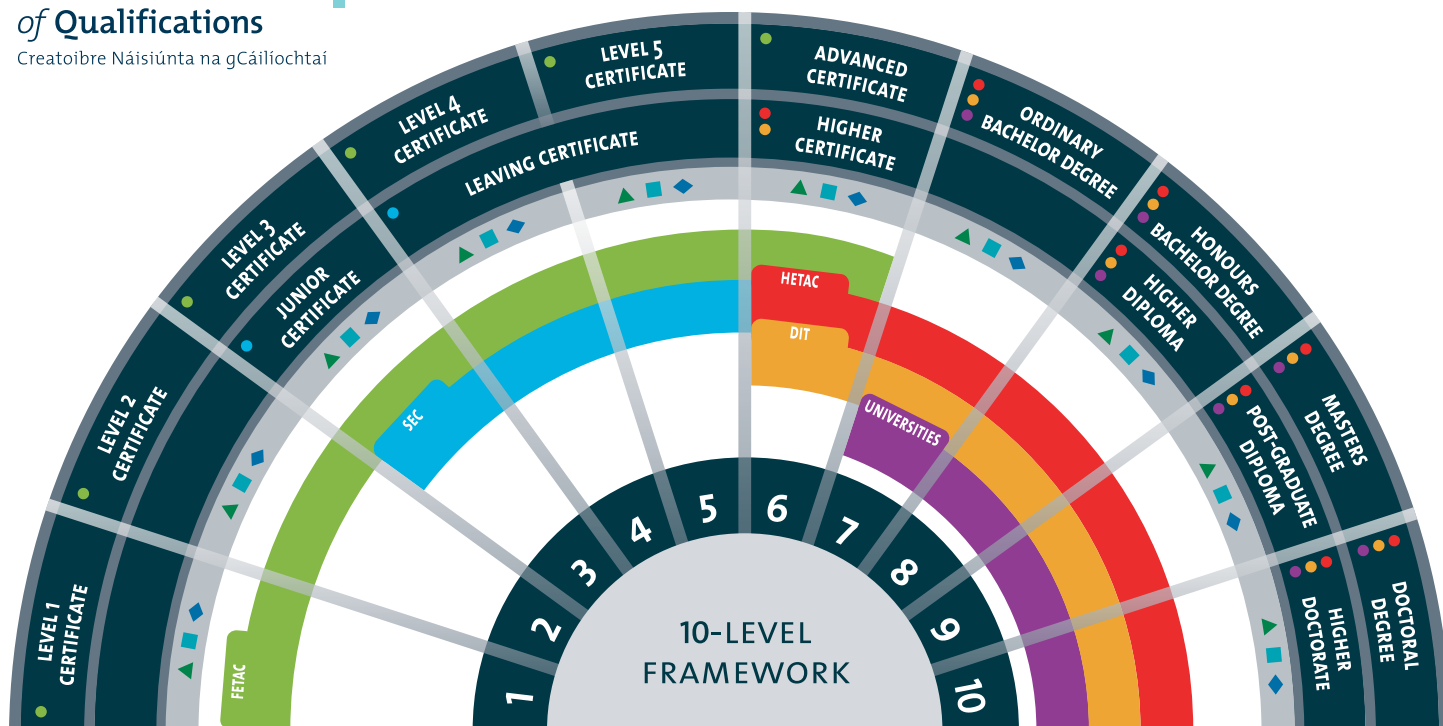 of Qualifications
Creatoibre Náisiúnta na gCáilíochtaí
LEVEL 1
CERTIFICATE
LEVEL 2
CERTIFICATE
LEVEL 3
CERTIFICATE
LEVEL 4
CERTIFICATE
LEVEL 5
CERTIFICATE
ADVANCED
CERTIFICATE
ORDINARY
BACHELOR DEGREE
HONOURS
BACHELOR DEGREE
MASTERS
DEGREE
DOCTORAL
DEGREE
JUNIOR
CERTIFICATE
LEAVING CERTIFICATE
HIGHER
CERTIFICATE
HIGHER
DIPLOMA
POST-GRADUATE
DIPLOMA
HIGHER
DOCTORATE
FETAC
SEC
HETAC
DIT
UNIVERSITIES
1
2
3
4
5
6
7
8
9
10
10-LEVEL
FRAMEWORK